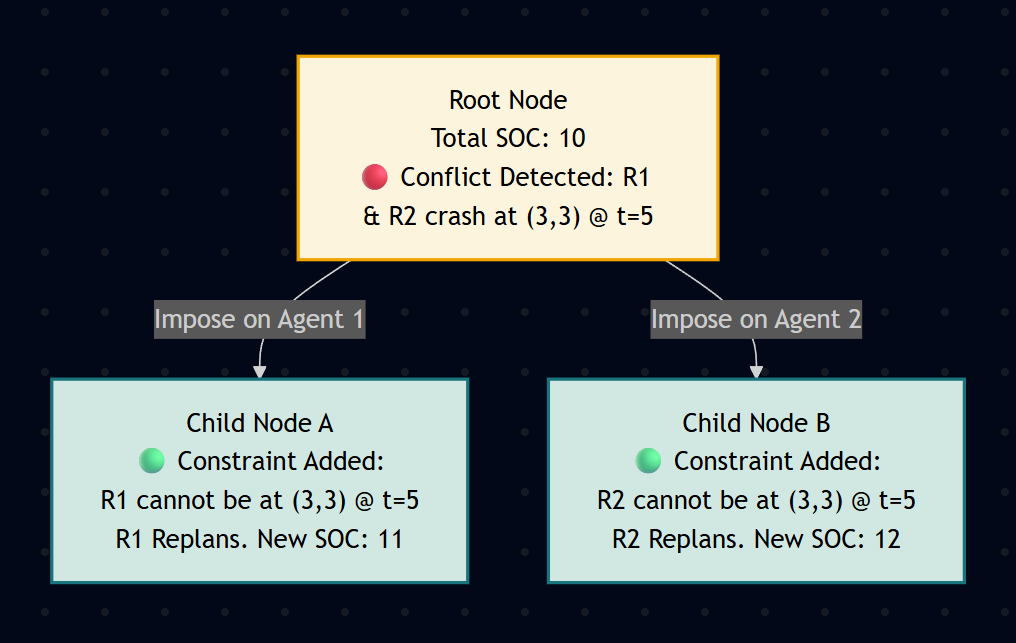 Root Node
Total SOC: 10
🔴 Conflict Detected: R1
& R2 crash at (3,3) @ t=5
Impose on Agent 1
Impose on Agent 2
Child Node A
🟢 Constraint Added:
R1 cannot be at (3,3) @ t=5
R1 Replans. New SOC: 11
Child Node B
🟢 Constraint Added:
R2 cannot be at (3,3) @ t=5
R2 Replans. New SOC: 12